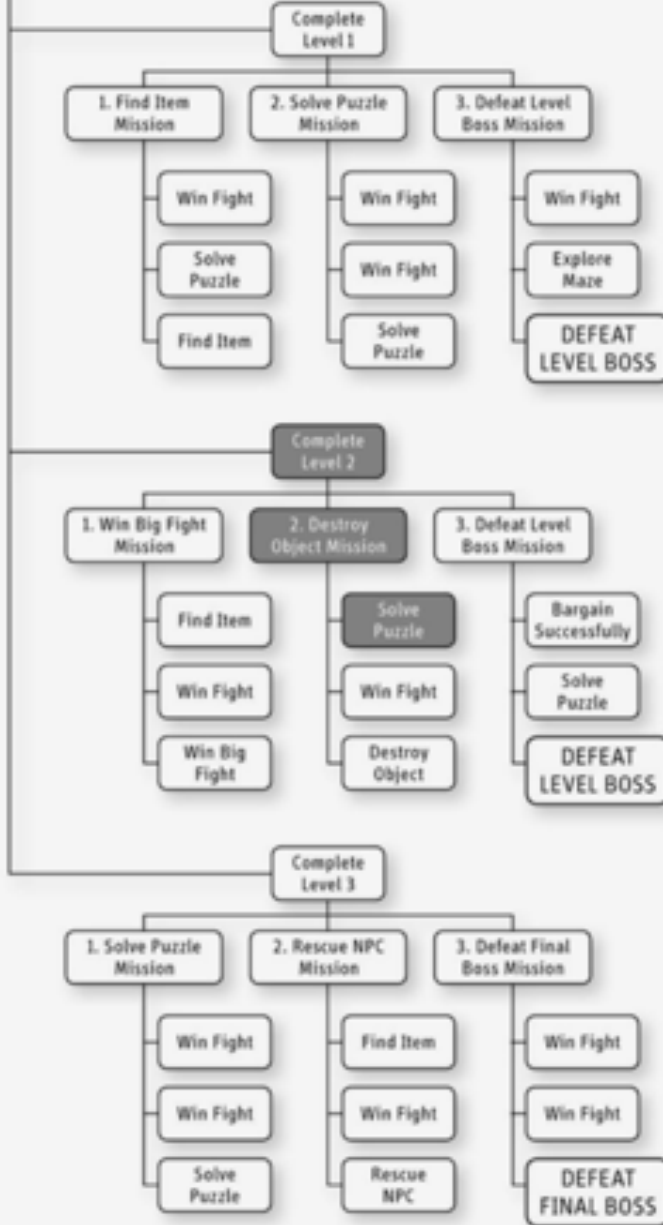 Complete
Level 1
1. Find Item
Mission
2. Solve Puzzle
Mission
3. Defeat Level
Boss Mission
Win Fight
Solve
Puzzle
Find Item
Win Fight
Win Fight
Solve
Puzzle
Win Fight
Explore
Maze
DEFEAT
LEVEL BOSS
Complete
Level 2
1. Win Big Fight
Mission
2. Destroy
Object Mission
3. Defeat Level
Boss Mission
Find Item
Win Fight
Win Big
Fight
Solve
Puzzle
Win Fight
Destroy
Object
Bargain
Successfully
Solve
Puzzle
DEFEAT
LEVEL BOSS
Complete
Level 3
1. Solve Puzzle
Mission
2. Rescue NPC
Mission
3. Defeat Final
Boss Mission
Win Fight
Win Fight
Solve
Puzzle
Find Item
Win Fight
Rescue
NPC
Win Fight
Win Fight
DEFEAT
FINAL BOSS